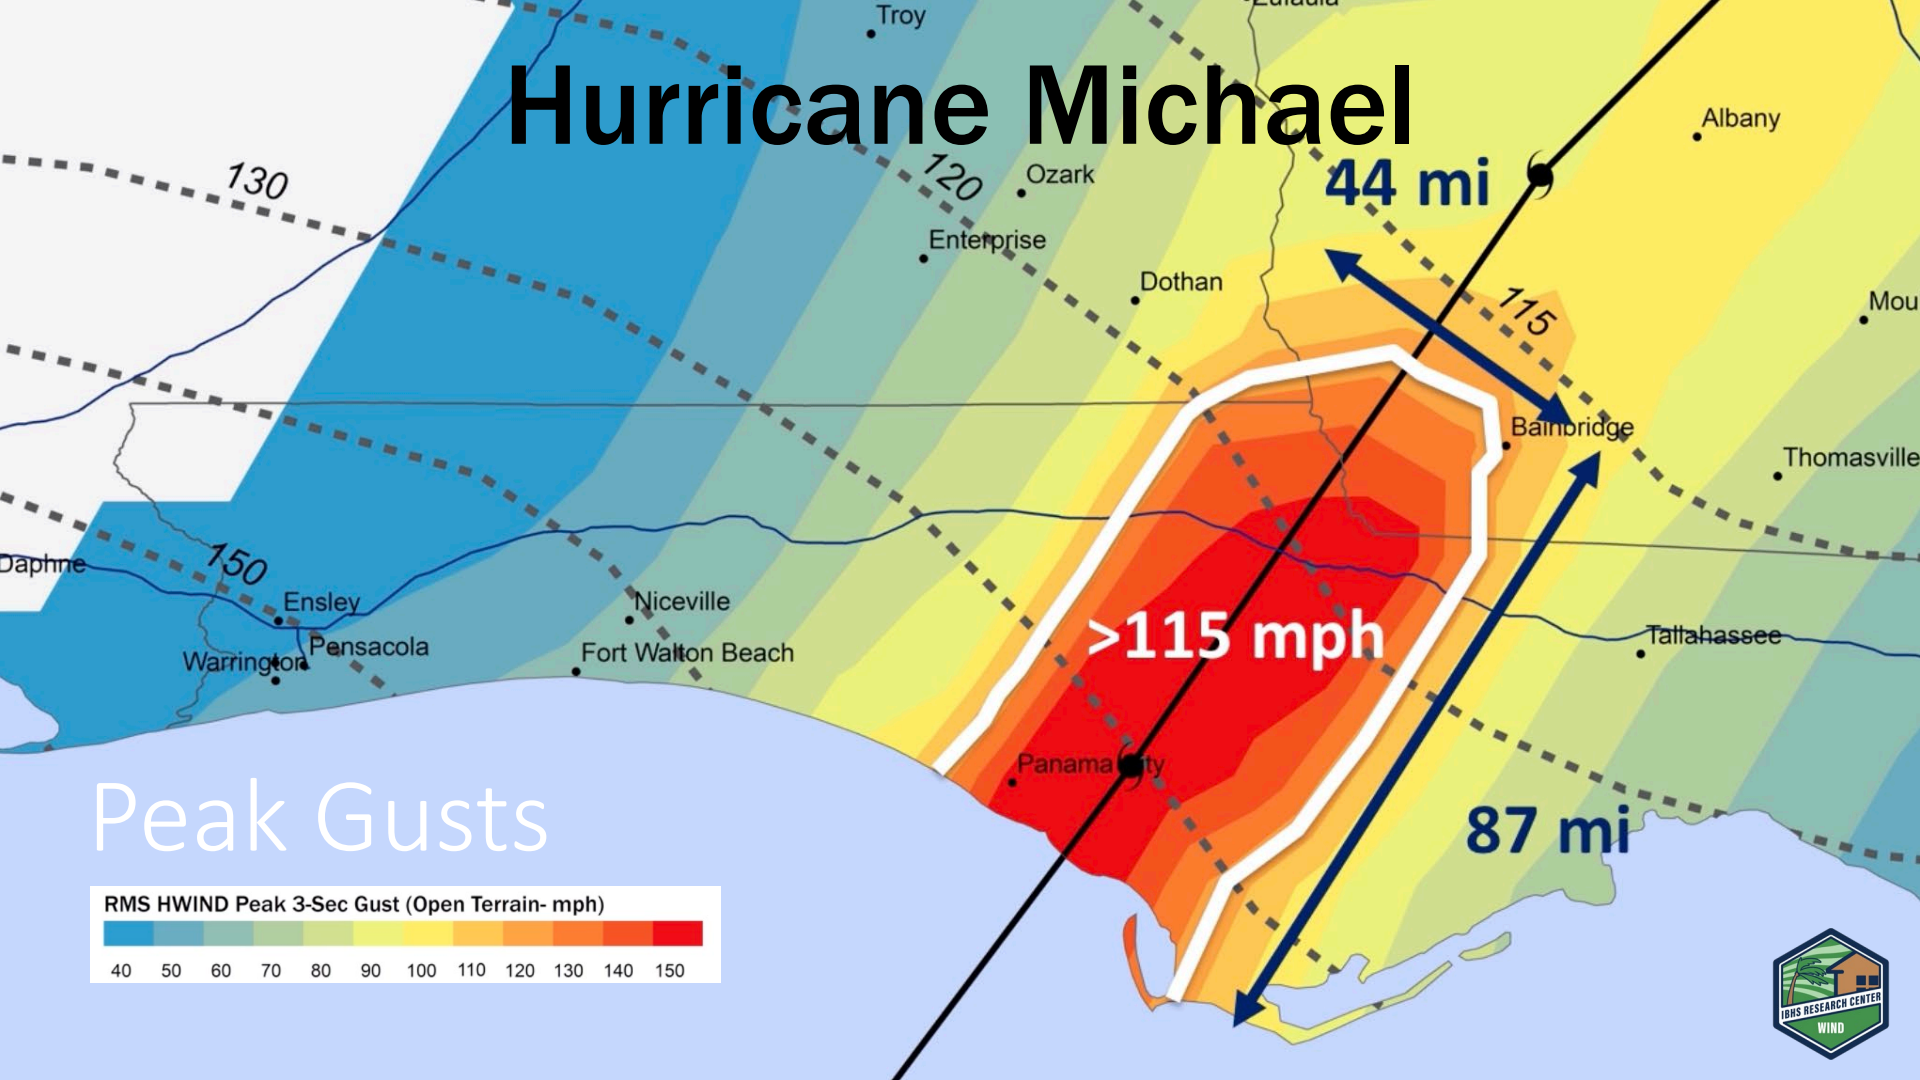 Eufaula
Troy
Hurricane Michael
Albany
130
120
Ozark
44 mi
Enterprise
Dothan
115
Mou
Bainbridge
Thomasville
Daphne
150
Ensley
Niceville
>115 mph
Tallahassee
Pensacola
Warrington
Fort Walton Beach
Panama City
Peak Gusts
87 mi
RMS HWIND Peak 3-Sec Gust (Open Terrain- mph)
40 50 60 70 80 90 100 110 120 130 140 150
IBHS RESEARCH CENTER
WIND